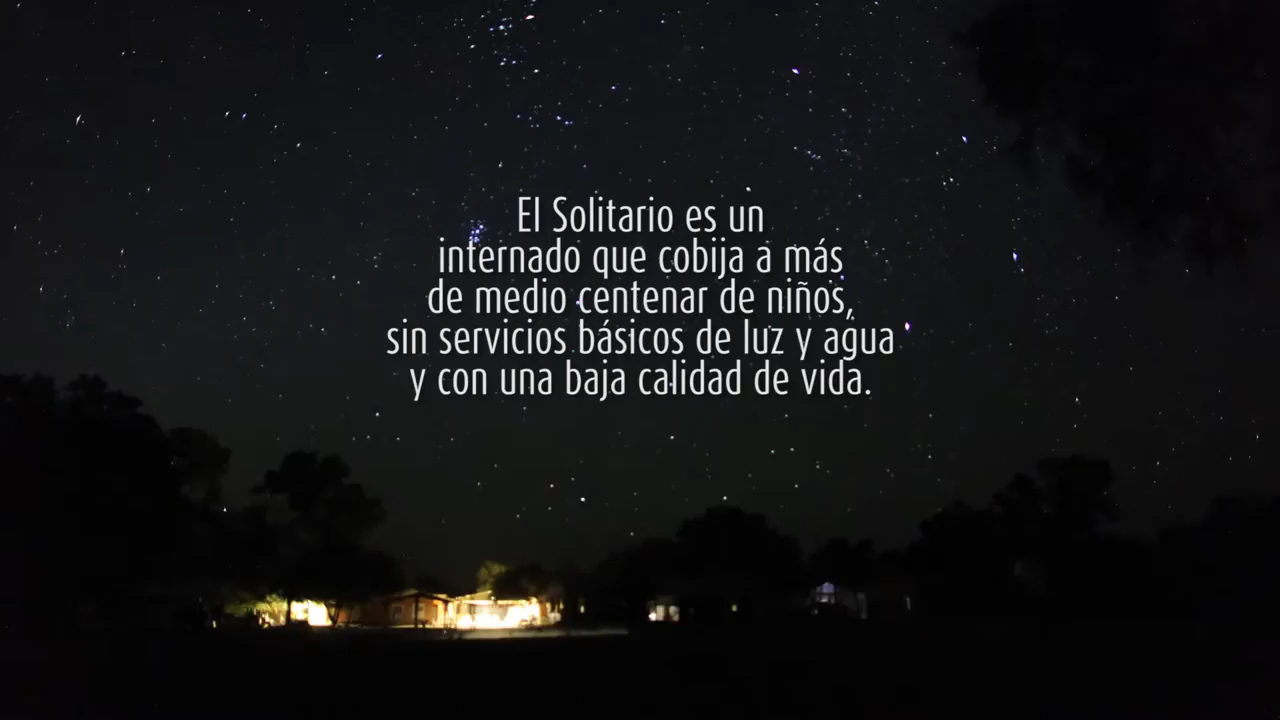 El Solitario es un
internado que cobija a más
de medio centenar de niños,
sin servicios básicos de luz y agua
y con una baja calidad de vida.